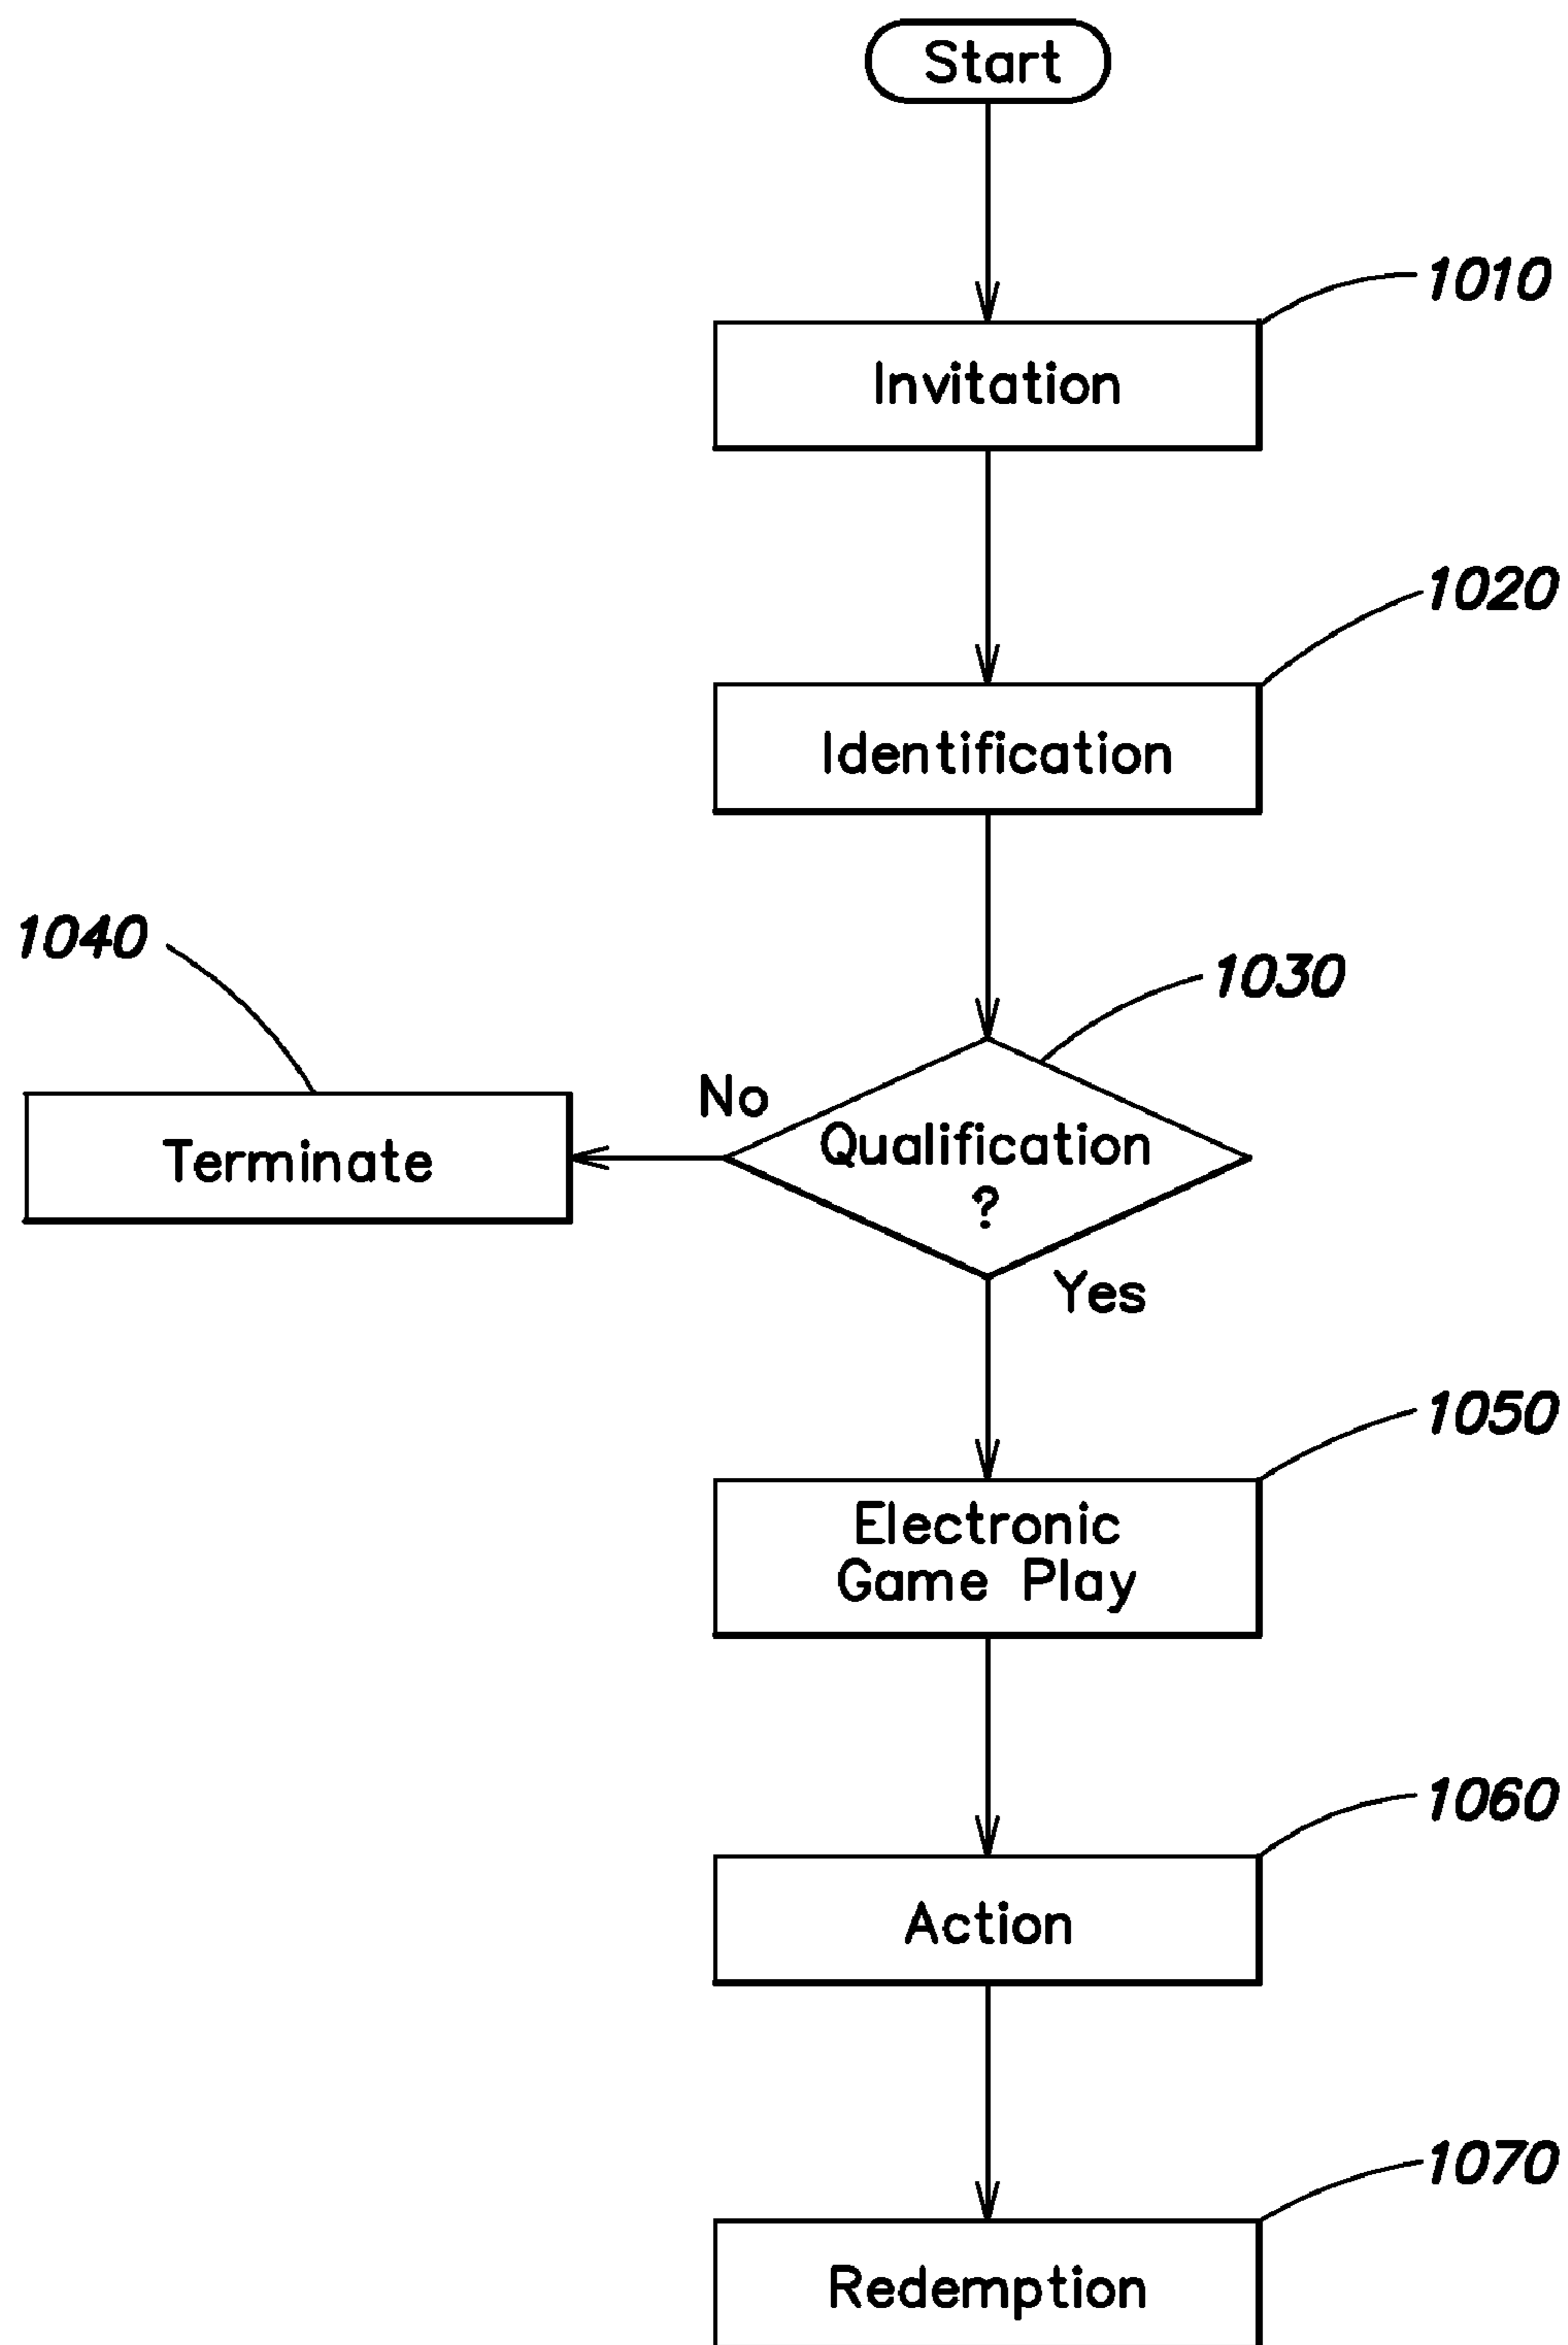 Start
1010
Invitation
1020
Identification
1040
1030
No
Qualification
?
Terminate
Yes
1050
Electronic
Game Play
1060
Action
1070
Redemption